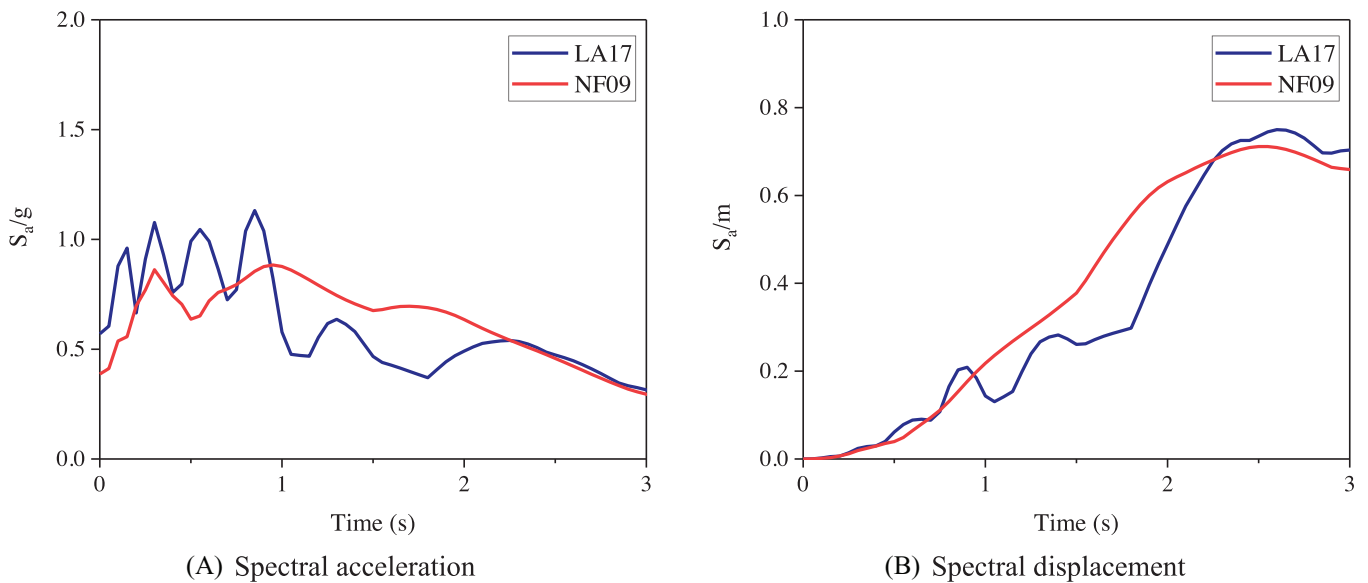 2.0
1.5
1.0
0.5
0.0
Sₐ/g
LA17
NF09
0
1
2
3
Time (s)
(A) Spectral acceleration
1.0
0.8
0.6
0.4
0.2
0.0
Sₐ/m
LA17
NF09
0
1
2
3
Time (s)
(B) Spectral displacement